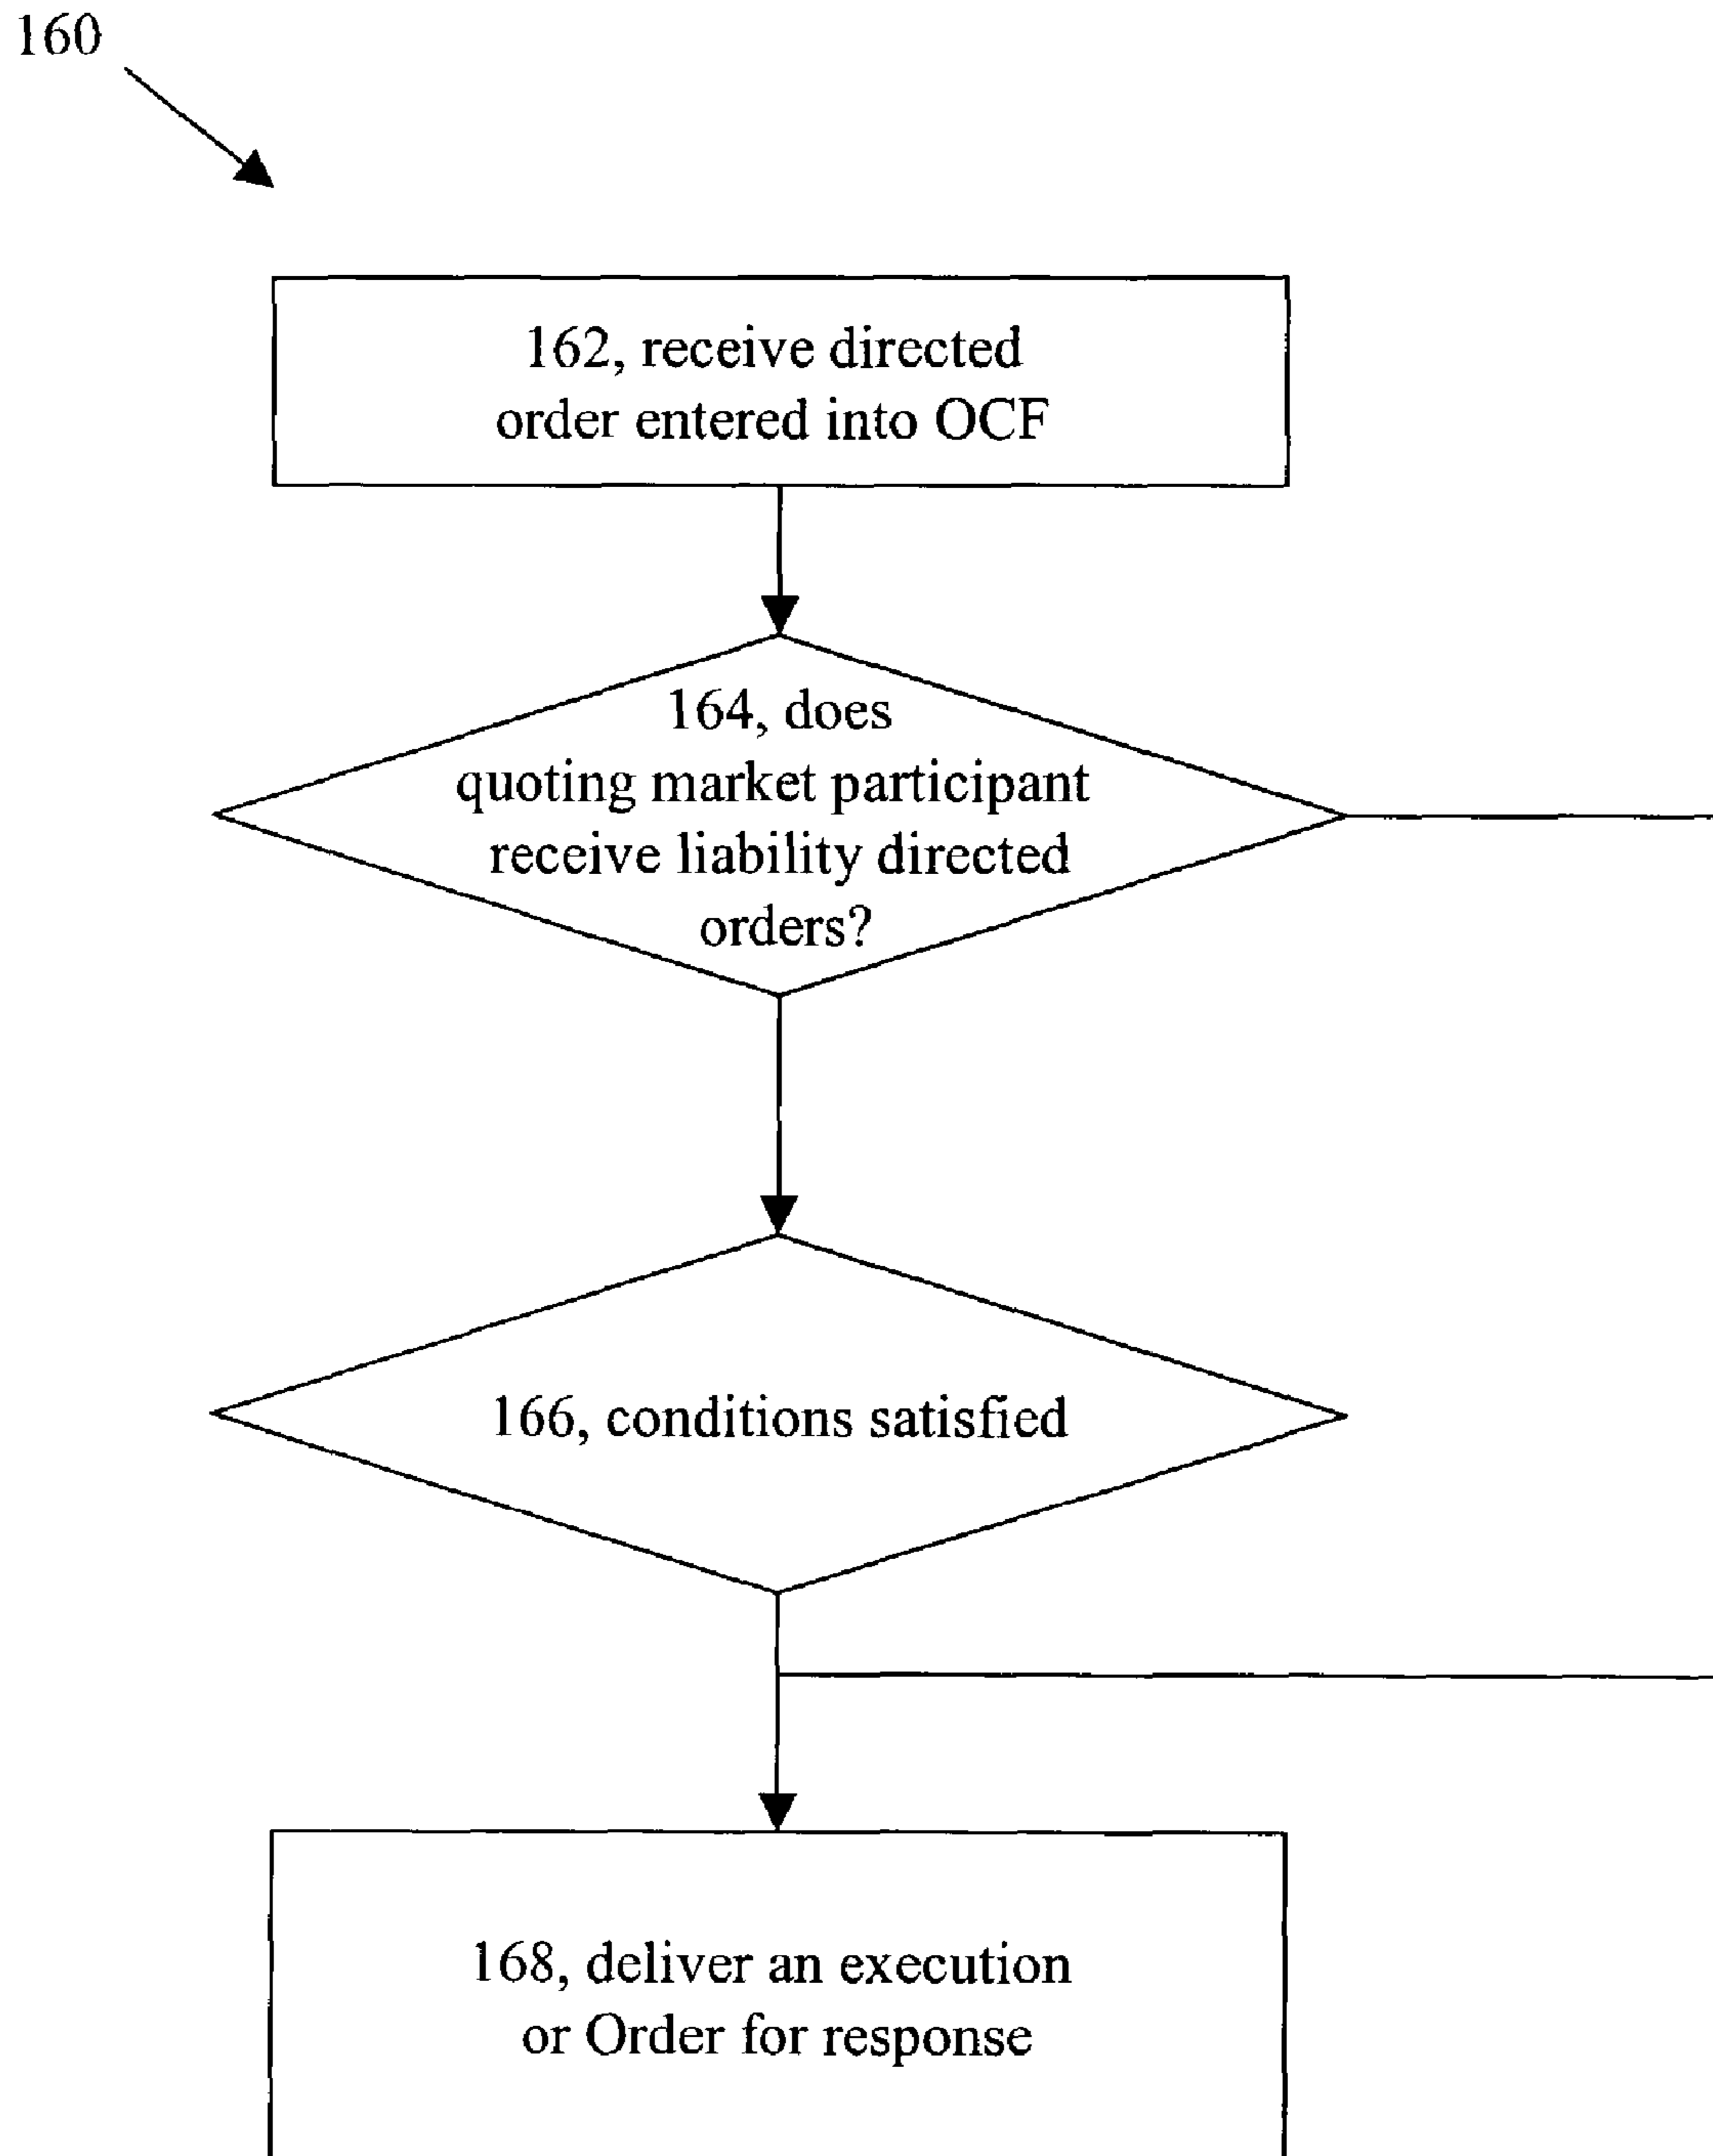 160
162, receive directed
order entered into OCF
164, does
quoting market participant
receive liability directed
orders?
166, conditions satisfied
168, deliver an execution
or Order for response